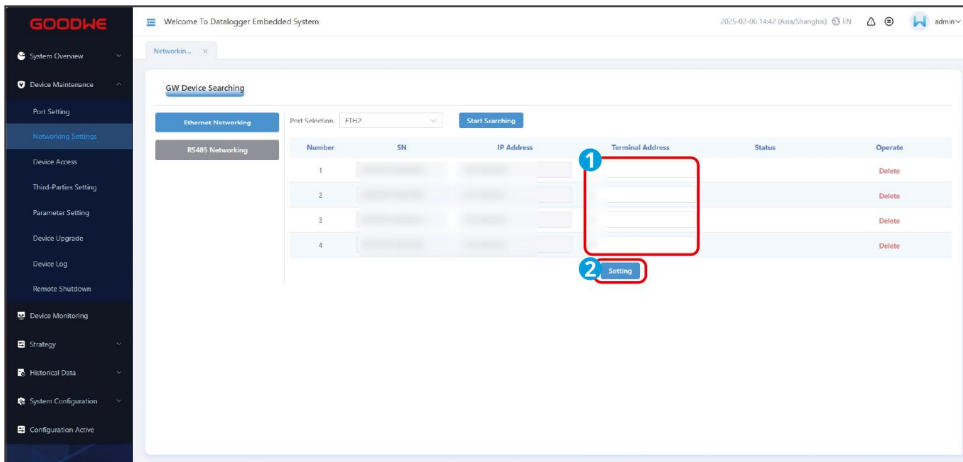 GOODWE
Welcome To Datalogger Embedded System
2025-02-06 14:42 (Asia/Shanghai) EN admin
System Overview
Networkin... ×
Device Maintenance
GW Device Searching
Port Setting
Ethernet Networking
Port Selection ETH2 Start Searching
Networking Settings
RS485 Networking
Number SN IP Address Terminal Address Status Operate
Device Access
1
1 Delete
Third-Parties Setting
2 Delete
Parameter Setting
3 Delete
Device Upgrade
4 Delete
Device Log
2 Setting
Remote Shutdown
Device Monitoring
Strategy
Historical Data
System Configuration
Configuration Active